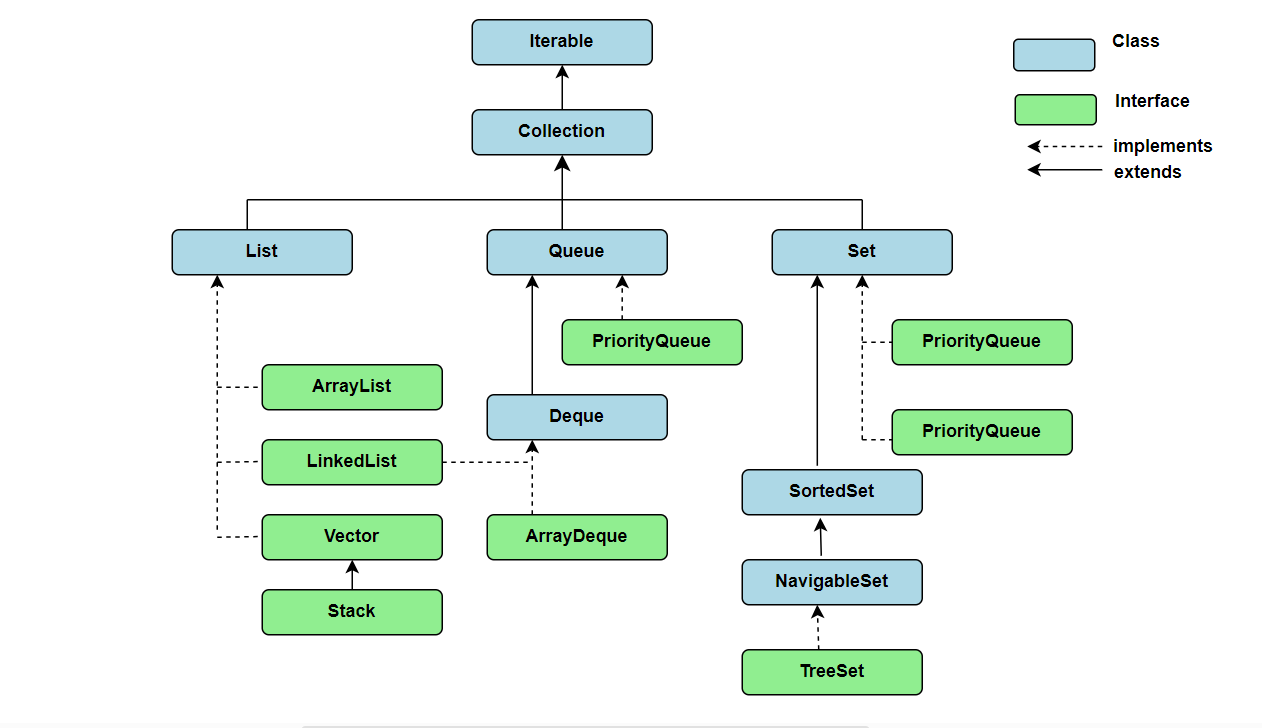 Iterable
Class
Collection
Interface
implements
extends
List
Queue
Set
PriorityQueue
PriorityQueue
ArrayList
Deque
PriorityQueue
LinkedList
SortedSet
Vector
ArrayDeque
NavigableSet
Stack
TreeSet